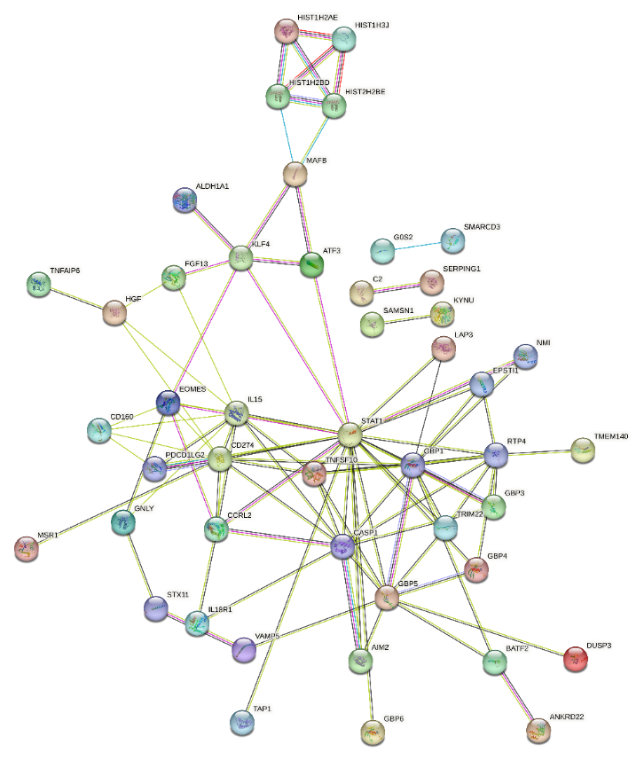 HIST1H2AE
HIST1H3J
HIST1H2BD
HIST2H2BE
MAFB
ALDH1A1
G0S2
SMARCD3
KLF4
ATF3
FGF13
TNFAIP6
C2
SERPING1
HGF
SAMSN1
KYNU
LAP3
NMI
EPSTI1
EOMES
IL15
CD160
STAT1
CD274
TMEM140
RTP4
PDCD1LG2
TNFSF10
GBP1
GBP3
GNLY
CCRL2
TRIM22
MSR1
CASP1
GBP4
GBP5
STX11
IL18R1
VAMP5
AIM2
BATF2
DUSP3
TAP1
GBP6
ANKRD22